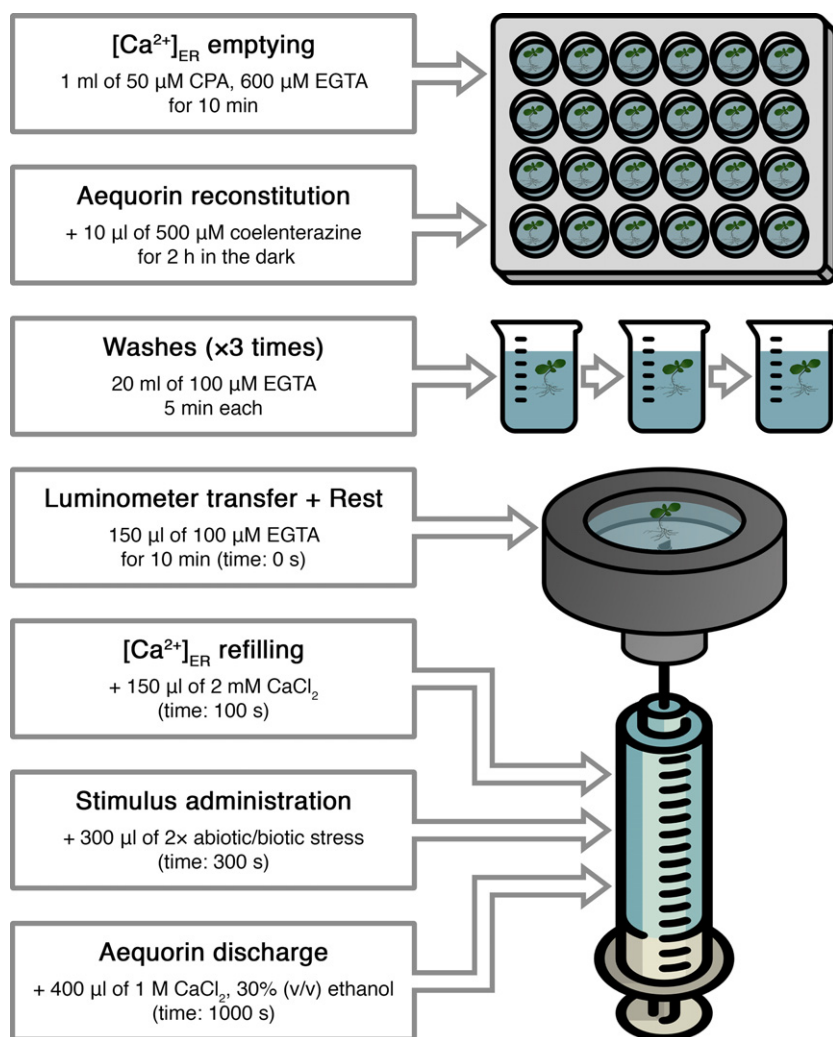 [Ca²⁺]ER emptying
1 ml of 50 µM CPA, 600 µM EGTA
for 10 min
Aequorin reconstitution
+ 10 µl of 500 µM coelenterazine
for 2 h in the dark
Washes (×3 times)
20 ml of 100 µM EGTA
5 min each
Luminometer transfer + Rest
150 µl of 100 µM EGTA
for 10 min (time: 0 s)
[Ca²⁺]ER refilling
+ 150 µl of 2 mM CaCl₂
(time: 100 s)
Stimulus administration
+ 300 µl of 2× abiotic/biotic stress
(time: 300 s)
Aequorin discharge
+ 400 µl of 1 M CaCl₂, 30% (v/v) ethanol
(time: 1000 s)